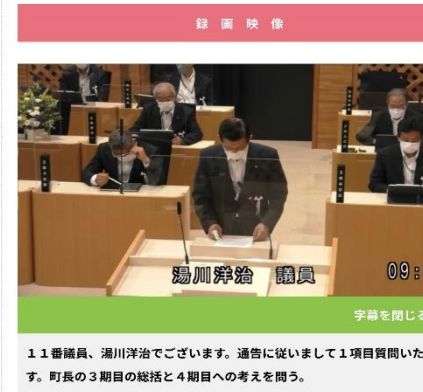 録画映像
湯川洋治 議員
09:
字幕を閉じる
11番議員、湯川洋治でございます。通告に従いまして1項目質問いた
す。町長の3期目の総括と4期目への考えを問う。